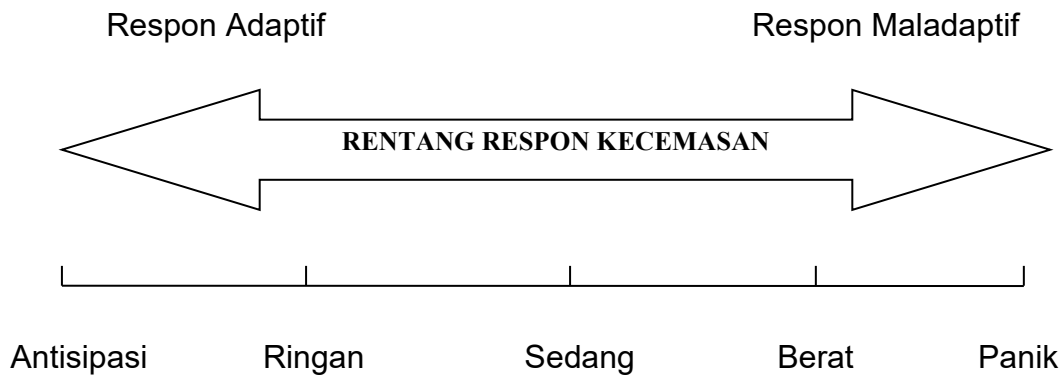 Respon Adaptif Respon Maladaptif
RENTANG RESPON KECEMASAN
Antisipasi Ringan Sedang Berat Panik